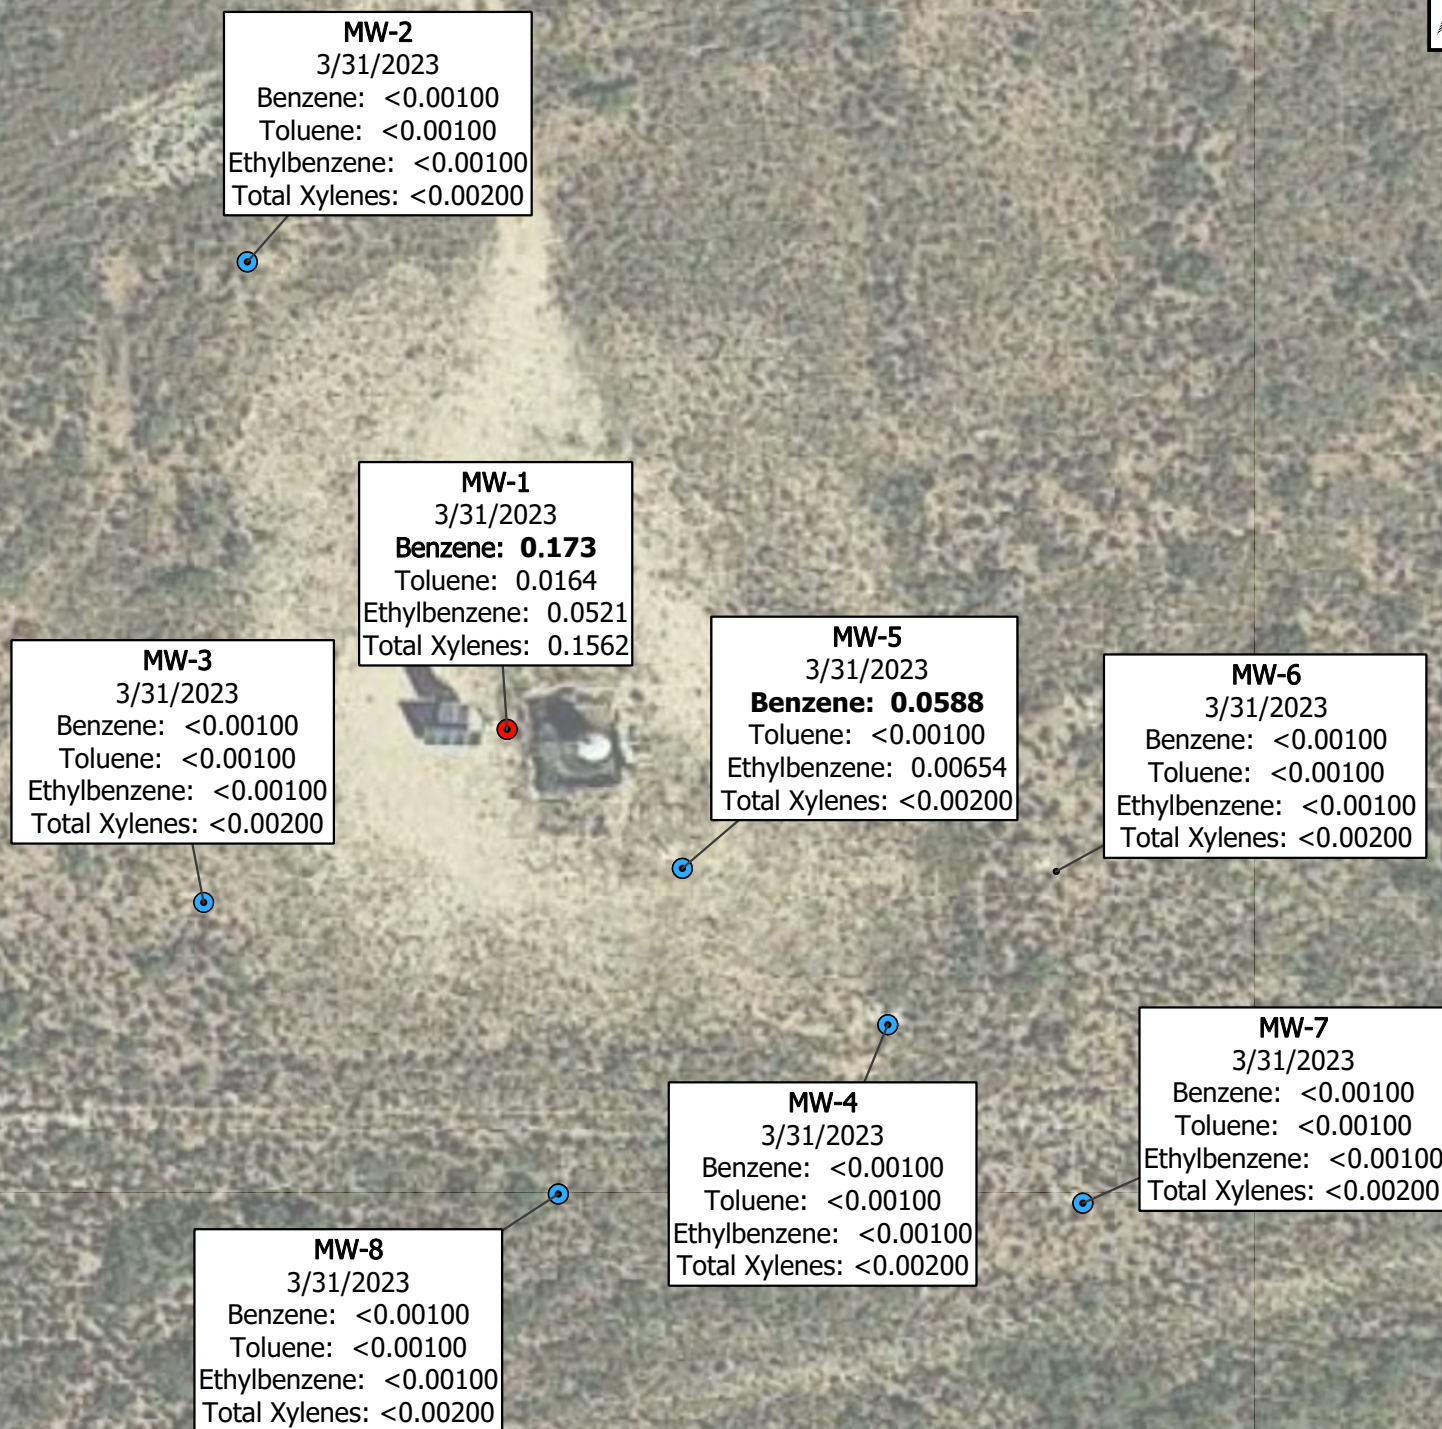 MW-2
3/31/2023
Benzene: <0.00100
Toluene: <0.00100
Ethylbenzene: <0.00100
Total Xylenes: <0.00200
MW-1
3/31/2023
Benzene: 0.173
Toluene: 0.0164
Ethylbenzene: 0.0521
Total Xylenes: 0.1562
MW-5
3/31/2023
Benzene: 0.0588
Toluene: <0.00100
Ethylbenzene: 0.00654
Total Xylenes: <0.00200
MW-3
3/31/2023
Benzene: <0.00100
Toluene: <0.00100
Ethylbenzene: <0.00100
Total Xylenes: <0.00200
MW-6
3/31/2023
Benzene: <0.00100
Toluene: <0.00100
Ethylbenzene: <0.00100
Total Xylenes: <0.00200
MW-7
3/31/2023
Benzene: <0.00100
Toluene: <0.00100
Ethylbenzene: <0.00100
Total Xylenes: <0.00200
MW-4
3/31/2023
Benzene: <0.00100
Toluene: <0.00100
Ethylbenzene: <0.00100
Total Xylenes: <0.00200
MW-8
3/31/2023
Benzene: <0.00100
Toluene: <0.00100
Ethylbenzene: <0.00100
Total Xylenes: <0.00200